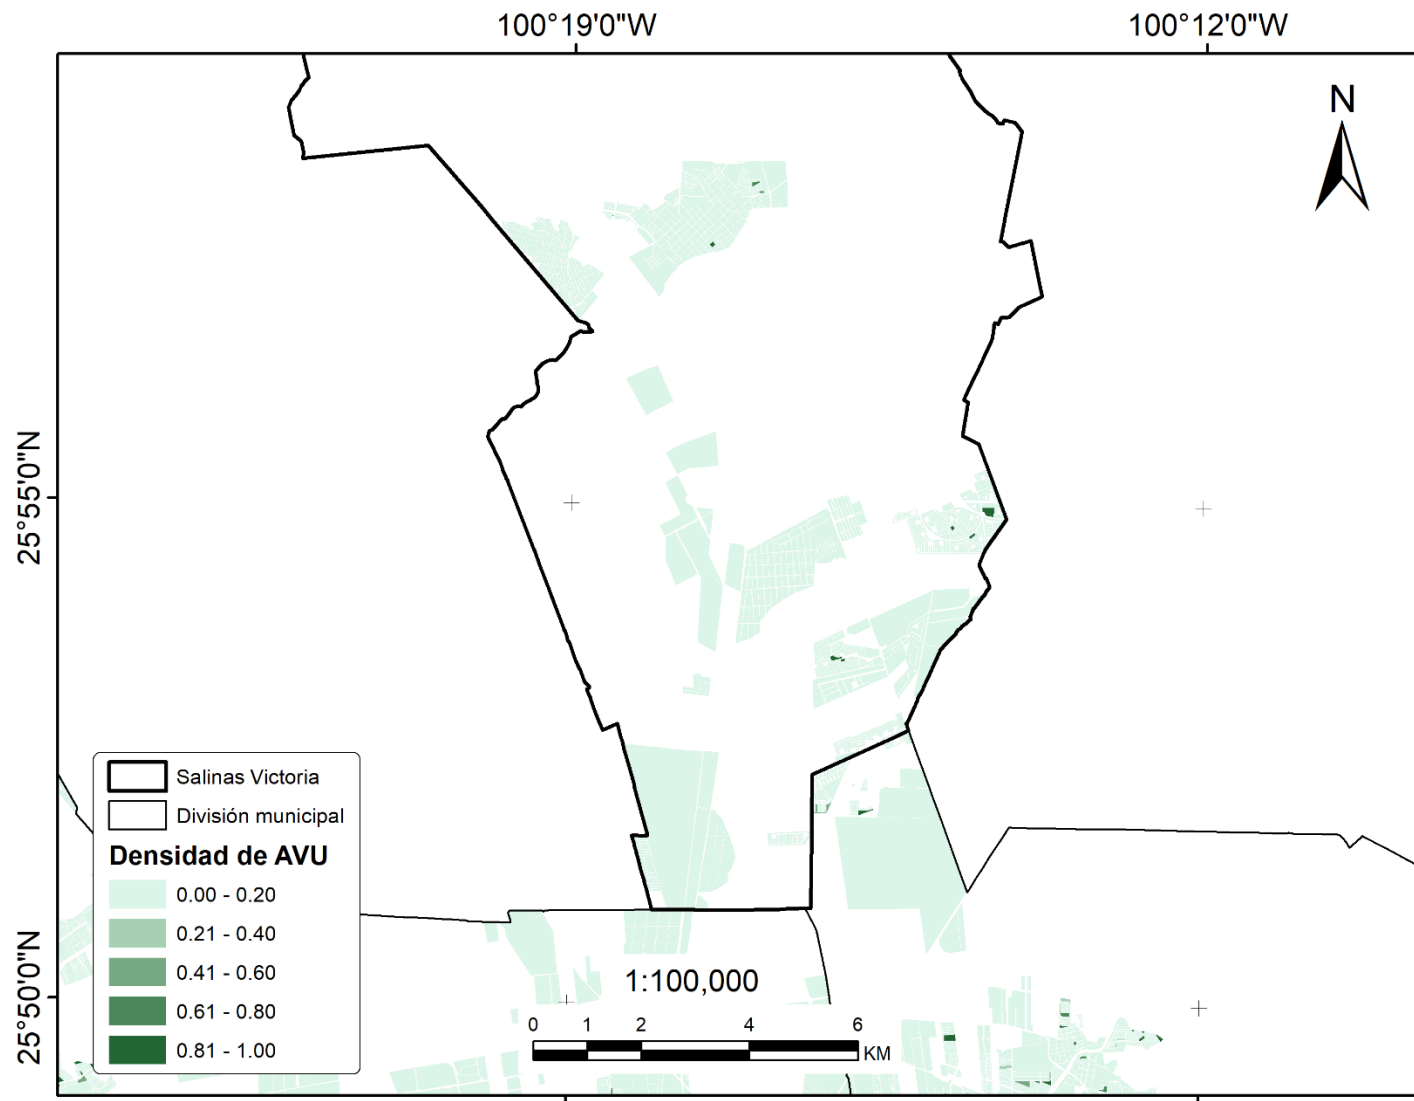 100°19'0"W
100°12'0"W
N
25°55'0"N
25°50'0"N
Salinas Victoria
División municipal
Densidad de AVU
0.00 - 0.20
0.21 - 0.40
0.41 - 0.60
0.61 - 0.80
0.81 - 1.00
1:100,000
0 1 2 4 6
KM